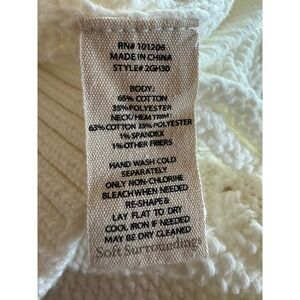 RN# 101206
MADE IN CHINA
STYLE# 2GH30
BODY:
65% COTTON
35% POLYESTER
NECK/HEM TRIM
63% COTTON 35% POLYESTER
1% SPANDEX
1% OTHER FIBERS
HAND WASH COLD
SEPARATELY
ONLY NON-CHLORINE
BLEACH WHEN NEEDED
RE-SHAPE &
LAY FLAT TO DRY
COOL IRON IF NEEDED
MAY BE DRY CLEANED
Soft Surroundings